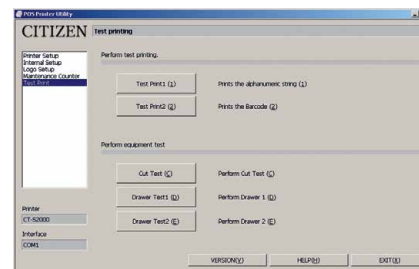 POS Printer Utility
CITIZEN
Test printing
Printer Setup
Internal Setup
Logo Setup
Maintenance Counter
Test Print
Perform test printing.
Test Print1 (1)
Prints the alphanumeric string (1)
Test Print2 (2)
Prints the Barcode (2)
Perform equipment test
Cut Test (C)
Perform Cut Test (C)
Drawer Test1 (D)
Perform Drawer 1 (D)
Drawer Test2 (E)
Perform Drawer 2 (E)
Printer
CT-S2000
Interface
COM1
VERSION(V)
HELP(H)
EXIT(X)